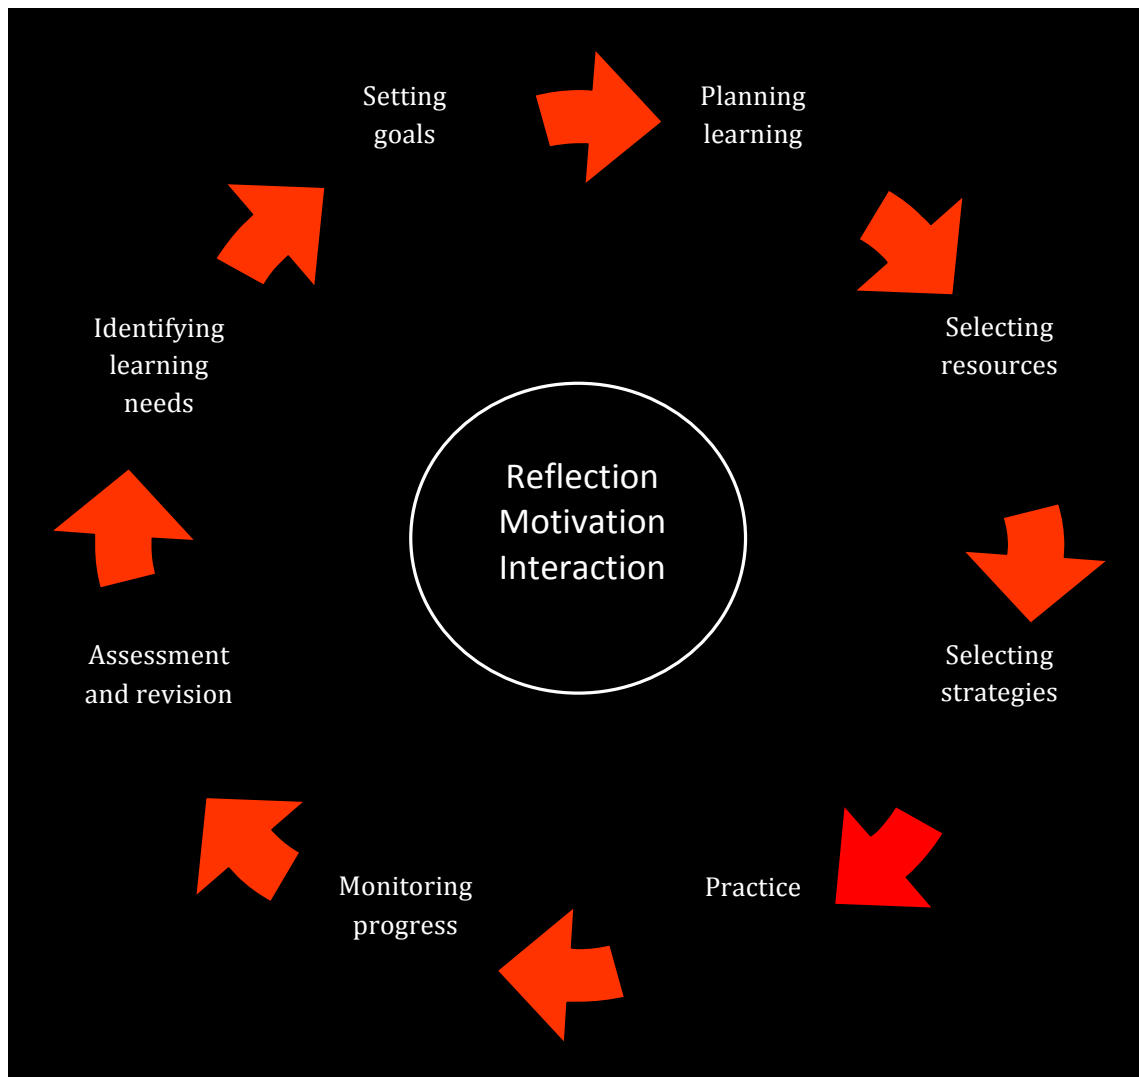 Setting
goals
Planning
learning
Selecting
resources
Selecting
strategies
Practice
Monitoring
progress
Assessment
and revision
Identifying
learning
needs
Reflection
Motivation
Interaction